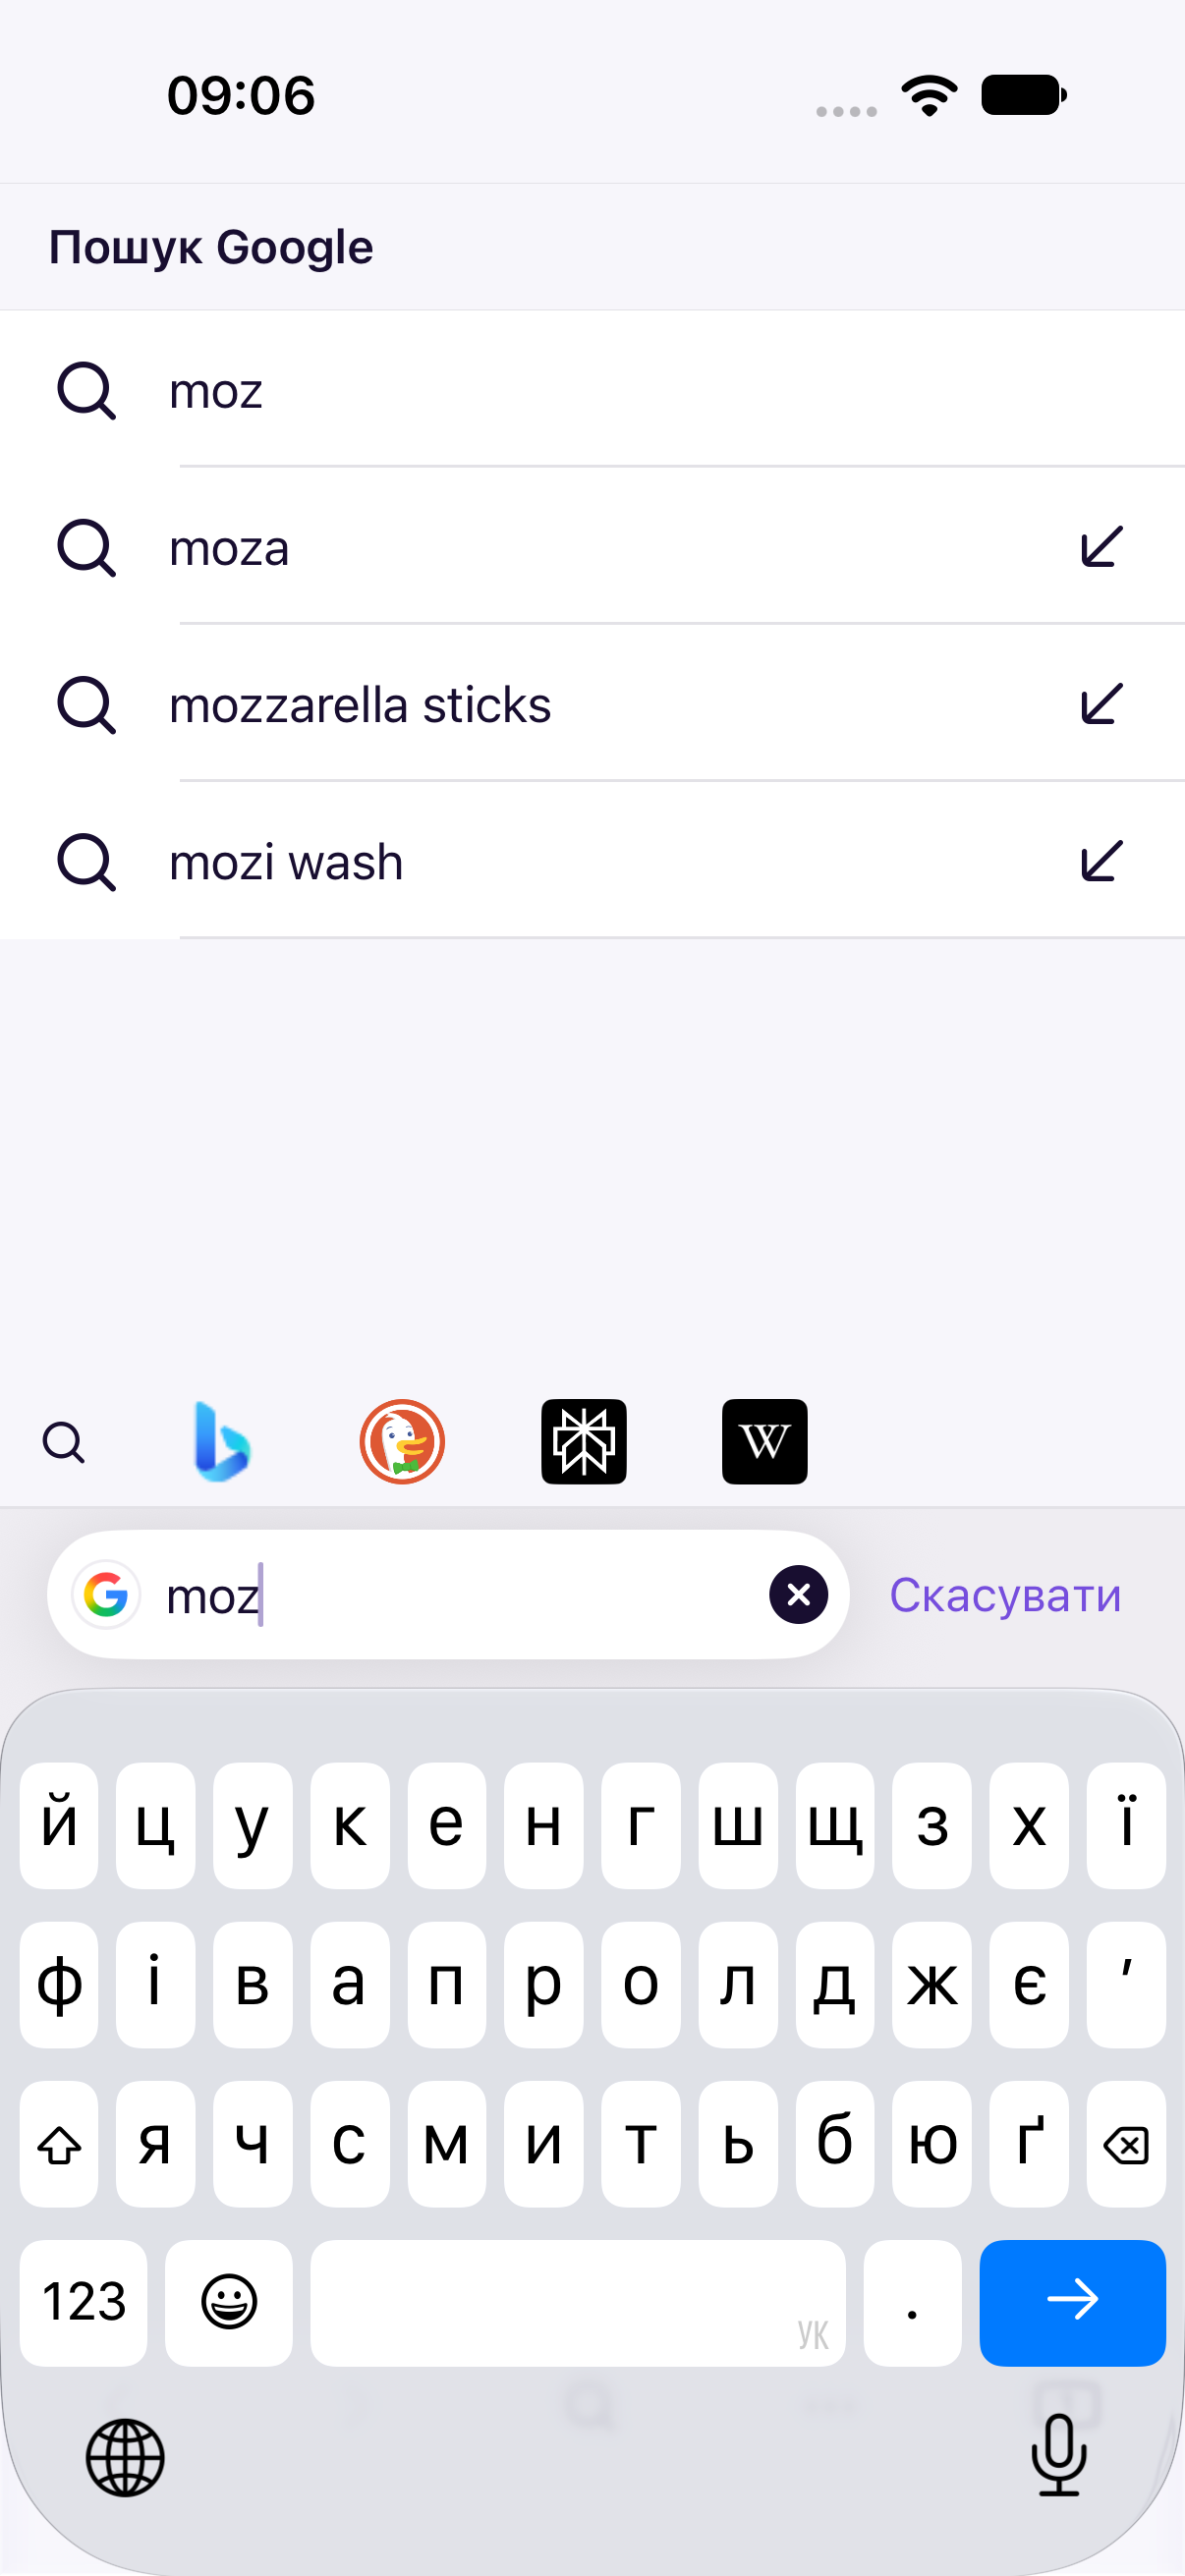 09:06
Пошук Google
moz
moza
mozzarella sticks
mozi wash
W
moz
Скасувати
й ц у к е н г ш щ з х ї
ф і в а п р о л д ж є ʼ
я ч с м и т ь б ю ґ
123 .
УК